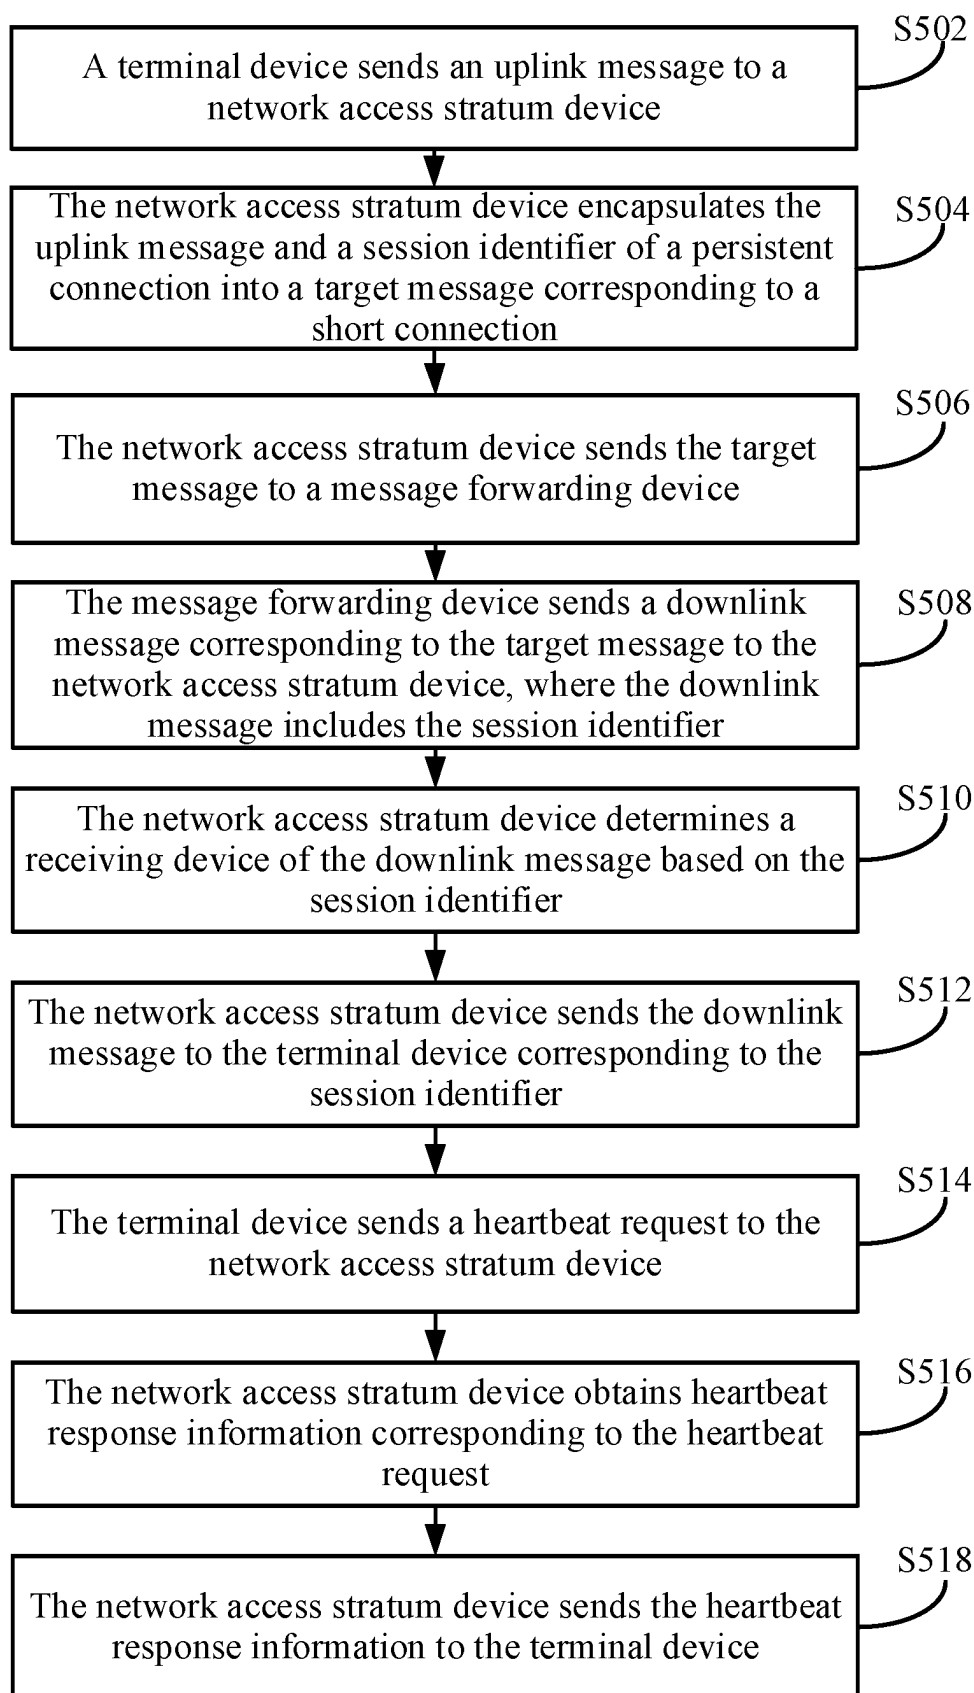 S502
A terminal device sends an uplink message to a
network access stratum device
S504
The network access stratum device encapsulates the
uplink message and a session identifier of a persistent
connection into a target message corresponding to a
short connection
S506
The network access stratum device sends the target
message to a message forwarding device
S508
The message forwarding device sends a downlink
message corresponding to the target message to the
network access stratum device, where the downlink
message includes the session identifier
S510
The network access stratum device determines a
receiving device of the downlink message based on the
session identifier
S512
The network access stratum device sends the downlink
message to the terminal device corresponding to the
session identifier
S514
The terminal device sends a heartbeat request to the
network access stratum device
S516
The network access stratum device obtains heartbeat
response information corresponding to the heartbeat
request
S518
The network access stratum device sends the heartbeat
response information to the terminal device